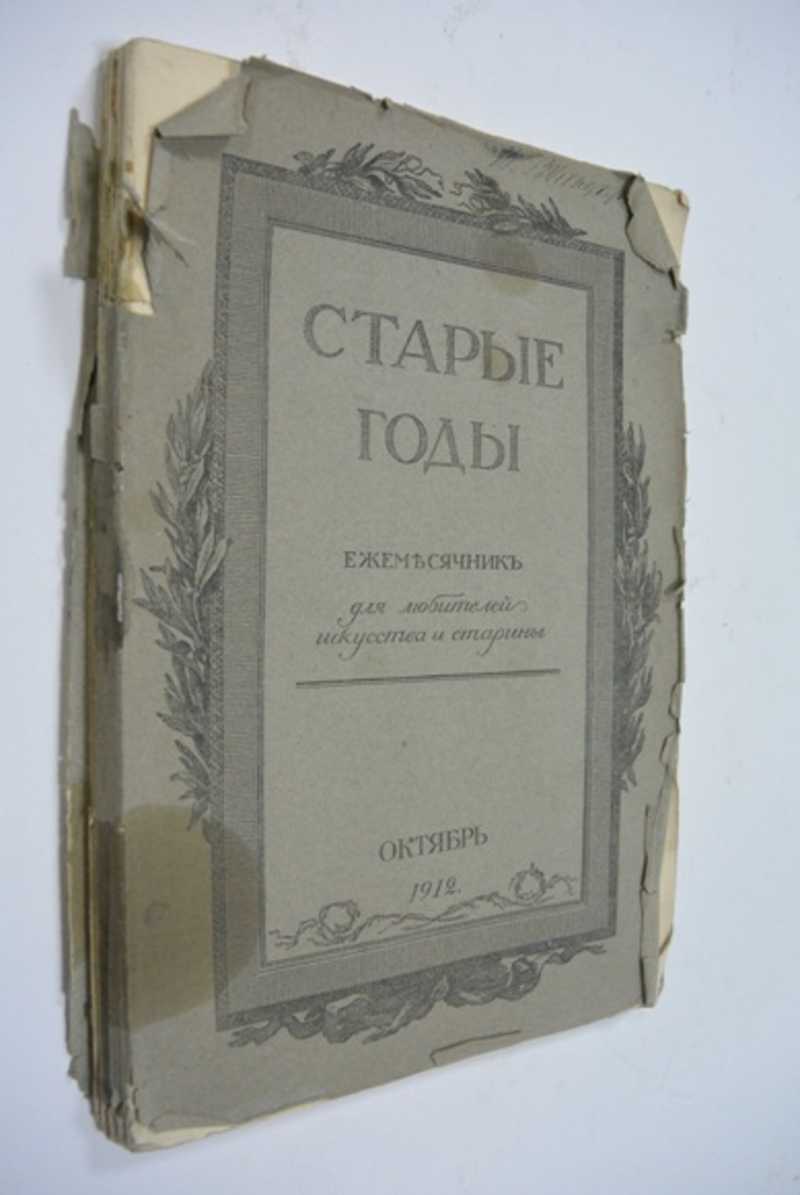 СТАРЫЕ
ГОДЫ
ЕЖЕМѢСЯЧНИКЪ
для любителей
искусства и старины
ОКТЯБРЬ
1912.